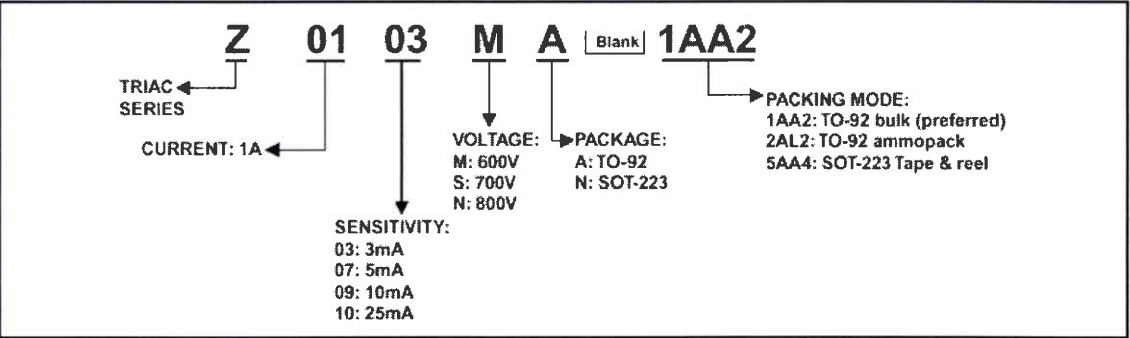 Z 01 03 M A Blank 1AA2
TRIAC
SERIES
CURRENT: 1A
SENSITIVITY:
03: 3mA
07: 5mA
09: 10mA
10: 25mA
VOLTAGE:
M: 600V
S: 700V
N: 800V
PACKAGE:
A: TO-92
N: SOT-223
PACKING MODE:
1AA2: TO-92 bulk (preferred)
2AL2: TO-92 ammopack
5AA4: SOT-223 Tape & reel